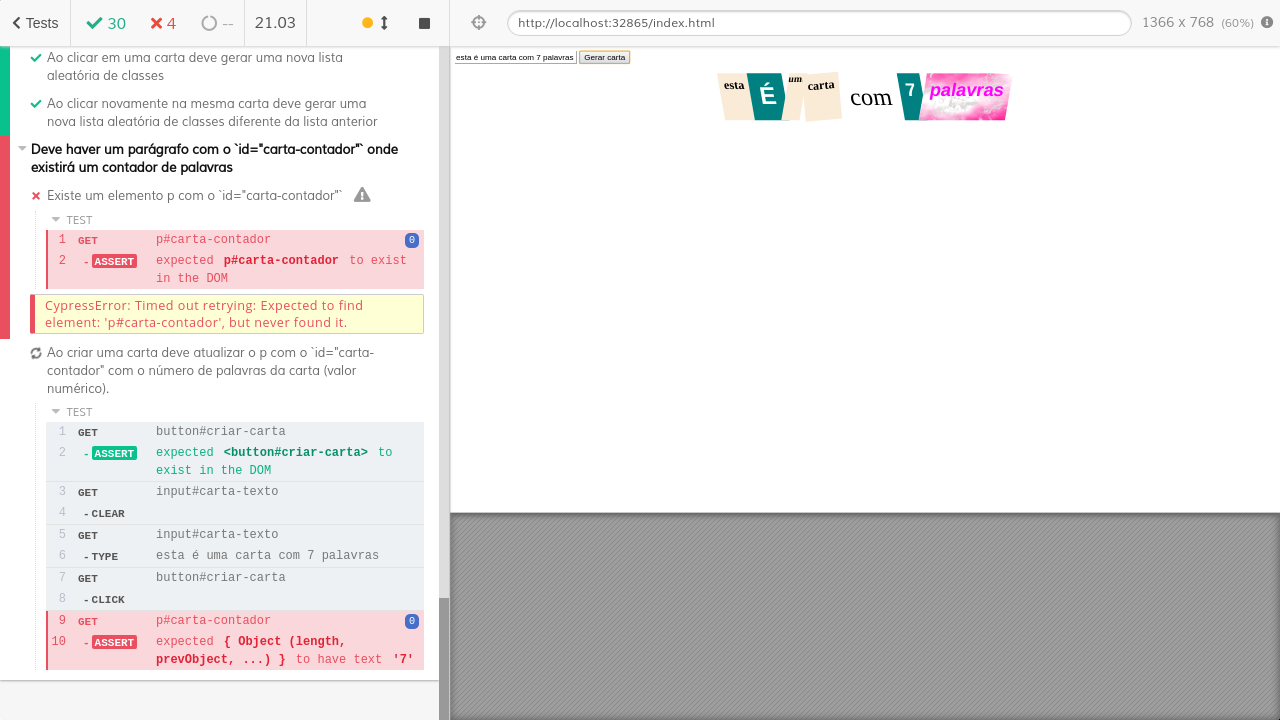 Tests 30 4 -- 21.03
http://localhost:32865/index.html 1366 x 768 (60%)
Ao clicar em uma carta deve gerar uma nova lista
aleatória de classes
Ao clicar novamente na mesma carta deve gerar uma
nova lista aleatória de classes diferente da lista anterior
Deve haver um parágrafo com o `id="carta-contador"` onde
existirá um contador de palavras
Existe um elemento p com o `id="carta-contador"`
TEST
1 GET p#carta-contador 0
2 - ASSERT expected p#carta-contador to exist
in the DOM
CypressError: Timed out retrying: Expected to find
element: 'p#carta-contador', but never found it.
Ao criar uma carta deve atualizar o p com o `id="carta-
contador" com o número de palavras da carta (valor
numérico).
TEST
1 GET button#criar-carta
2 - ASSERT expected <button#criar-carta> to
exist in the DOM
3 GET input#carta-texto
4 - CLEAR
5 GET input#carta-texto
6 - TYPE esta é uma carta com 7 palavras
7 GET button#criar-carta
8 - CLICK
9 GET p#carta-contador 0
10 - ASSERT expected { Object (length,
prevObject, ...) } to have text '7'
esta é uma carta com 7 palavras Gerar carta
esta É carta com 7 palavras